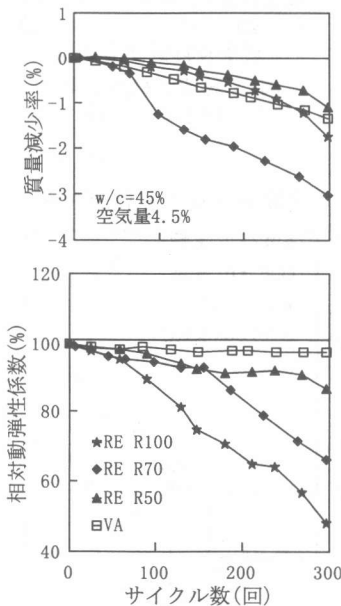 1
0
-1
-2
-3
-4
質量減少率(%)
w/c=45%
空気量4.5%
120
100
80
60
40
相対動弾性係数(%)
RE R100
RE R70
RE R50
VA
0 100 200 300
サイクル数(回)